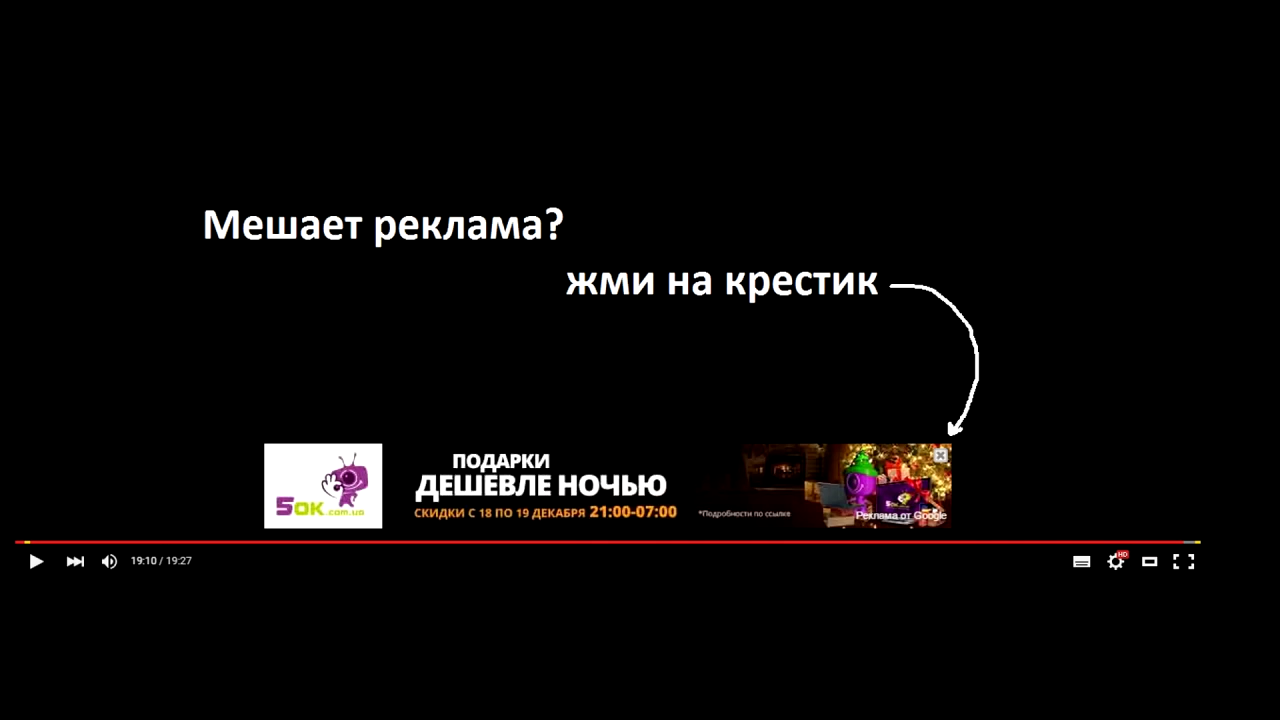 Мешает реклама?
жми на крестик
5ок.com.ua
ПОДАРКИ
ДЕШЕВЛЕ НОЧЬЮ
СКИДКИ С 18 ПО 19 ДЕКАБРЯ 21:00-07:00
*Подробности по ссылке
Реклама от Google
19:10 / 19:27
HD